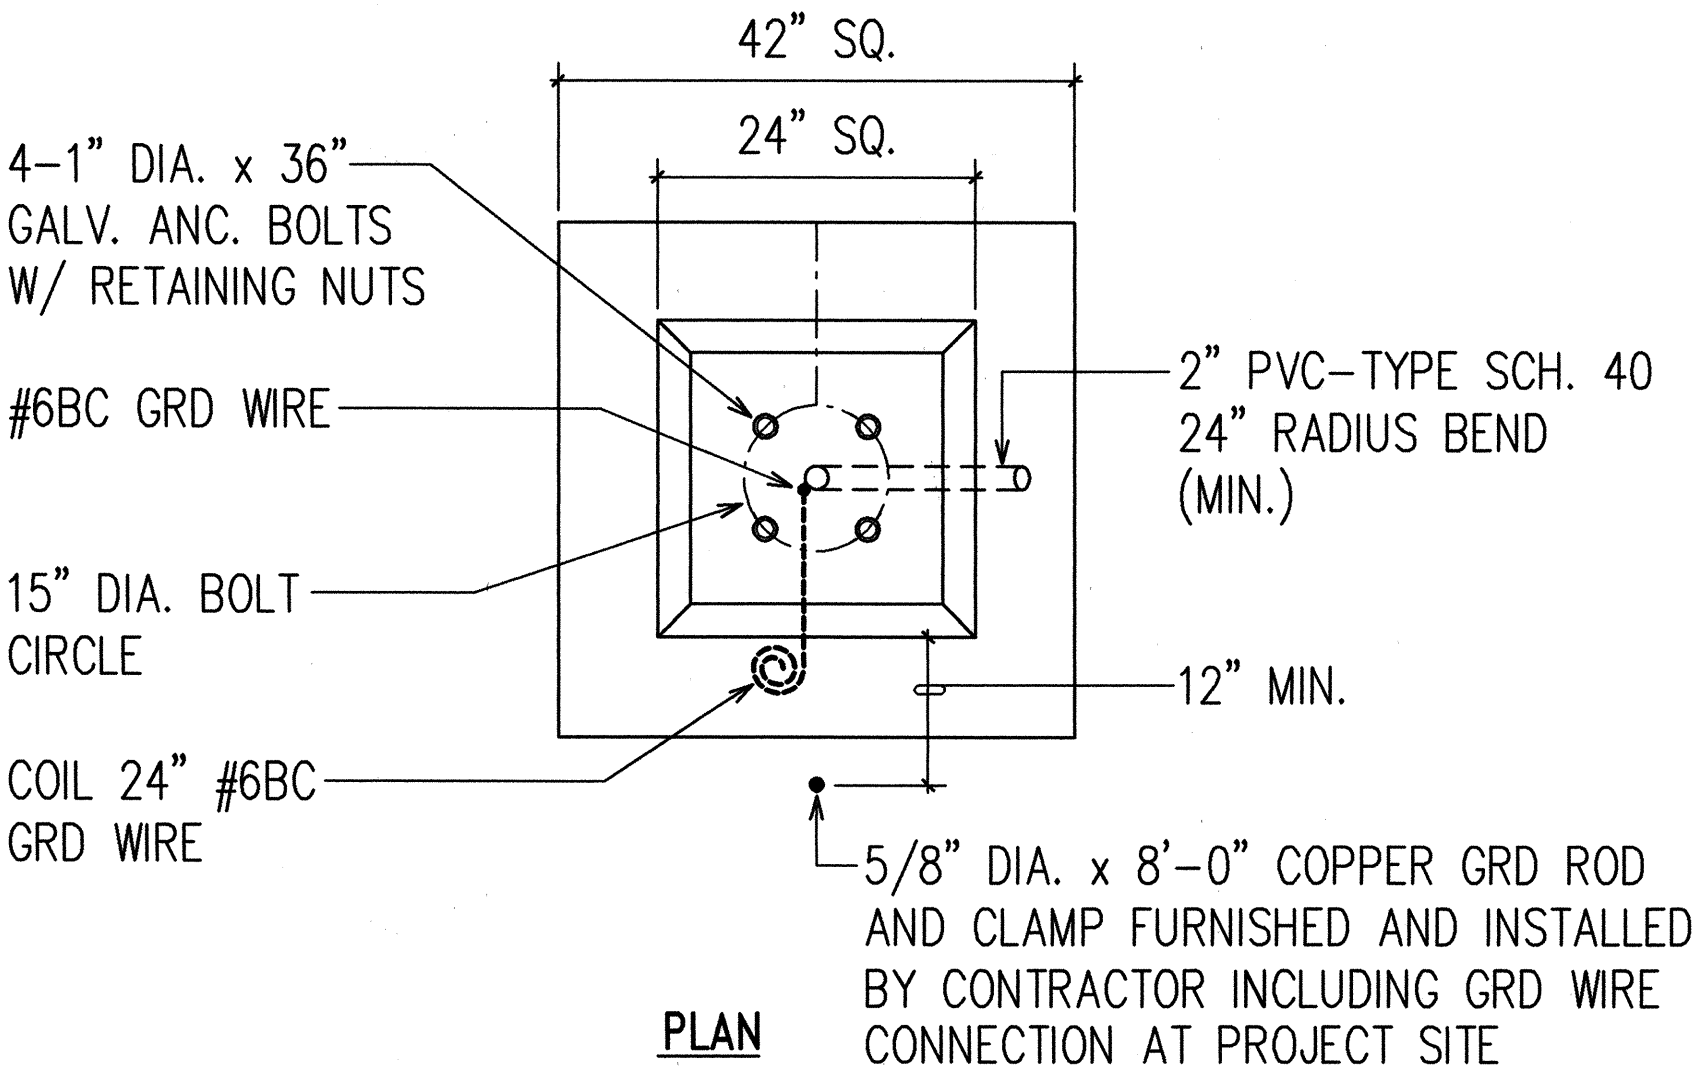 42" SQ.
24" SQ.
4-1" DIA. x 36"
GALV. ANC. BOLTS
W/ RETAINING NUTS
#6BC GRD WIRE
15" DIA. BOLT
CIRCLE
COIL 24" #6BC
GRD WIRE
2" PVC-TYPE SCH. 40
24" RADIUS BEND
(MIN.)
12" MIN.
5/8" DIA. x 8'-0" COPPER GRD ROD
AND CLAMP FURNISHED AND INSTALLED
BY CONTRACTOR INCLUDING GRD WIRE
CONNECTION AT PROJECT SITE
PLAN